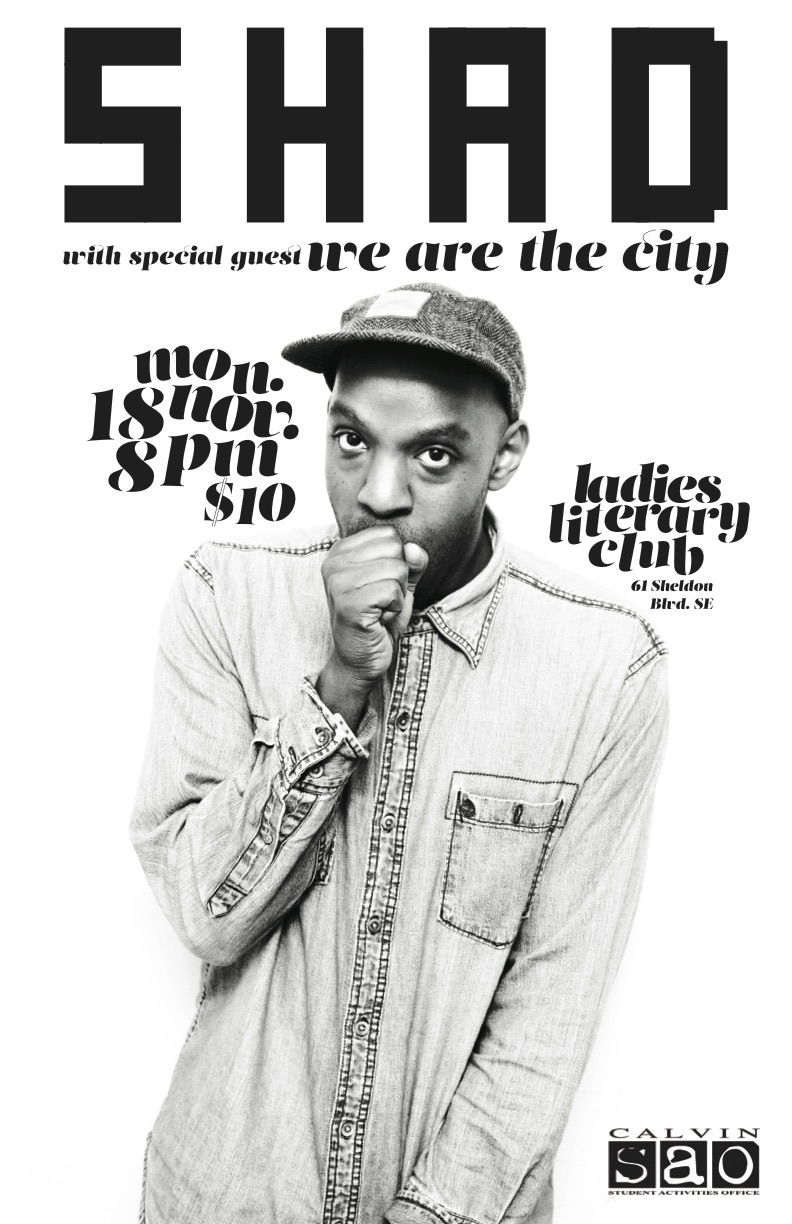 SHAD
with special guest we are the city
mon.
18 nov.
8pm
$10
ladies
literary
club
61 Sheldon
Blvd. SE
CALVIN
sao
STUDENT ACTIVITIES OFFICE